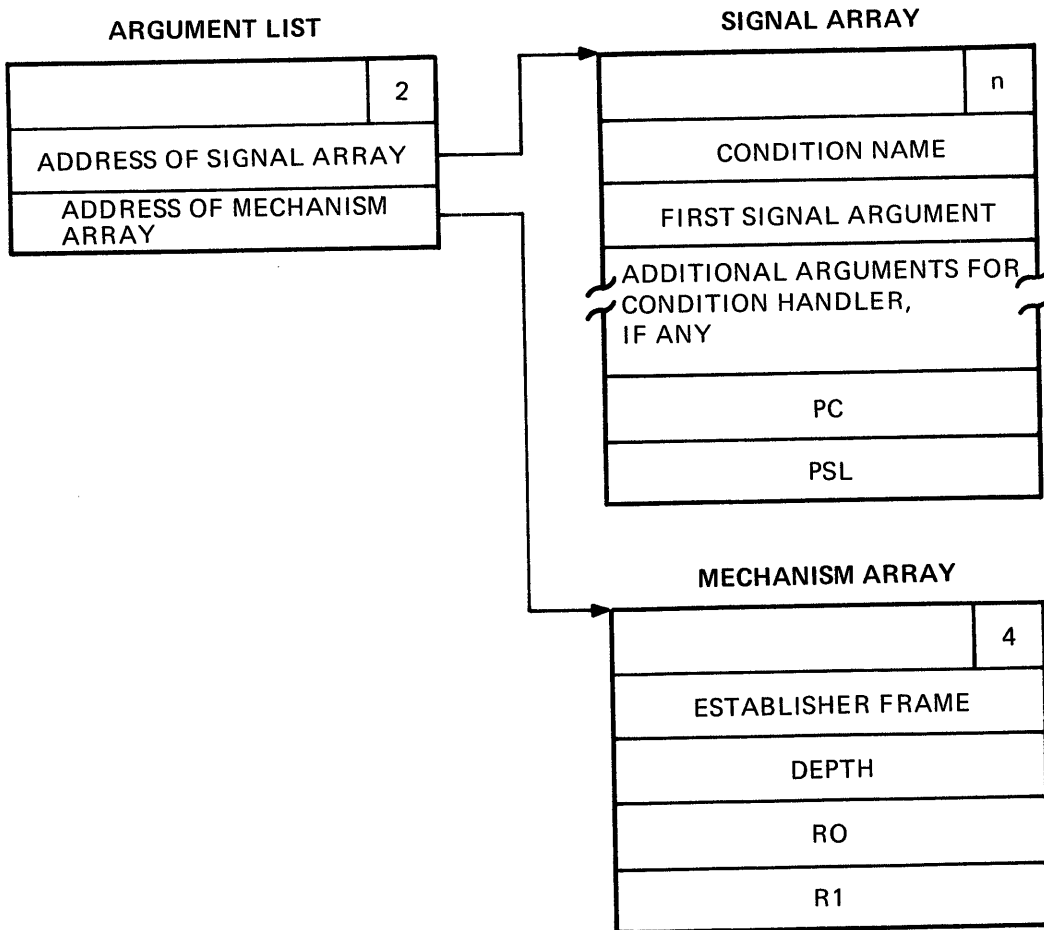 ARGUMENT LIST
2
ADDRESS OF SIGNAL ARRAY
ADDRESS OF MECHANISM
ARRAY
SIGNAL ARRAY
n
CONDITION NAME
FIRST SIGNAL ARGUMENT
ADDITIONAL ARGUMENTS FOR
CONDITION HANDLER,
IF ANY
PC
PSL
MECHANISM ARRAY
4
ESTABLISHER FRAME
DEPTH
RO
R1